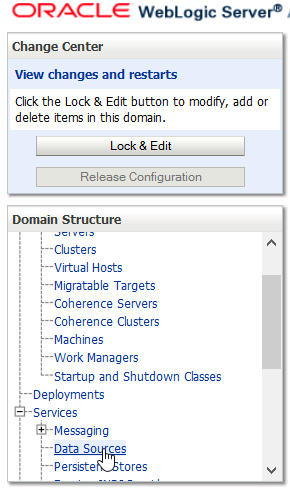 ORACLE WebLogic Server®
Change Center
View changes and restarts
Click the Lock & Edit button to modify, add or
delete items in this domain.
Lock & Edit
Release Configuration
Domain Structure
Servers
Clusters
Virtual Hosts
Migratable Targets
Coherence Servers
Coherence Clusters
Machines
Work Managers
Startup and Shutdown Classes
Deployments
Services
Messaging
Data Sources
Persistent Stores